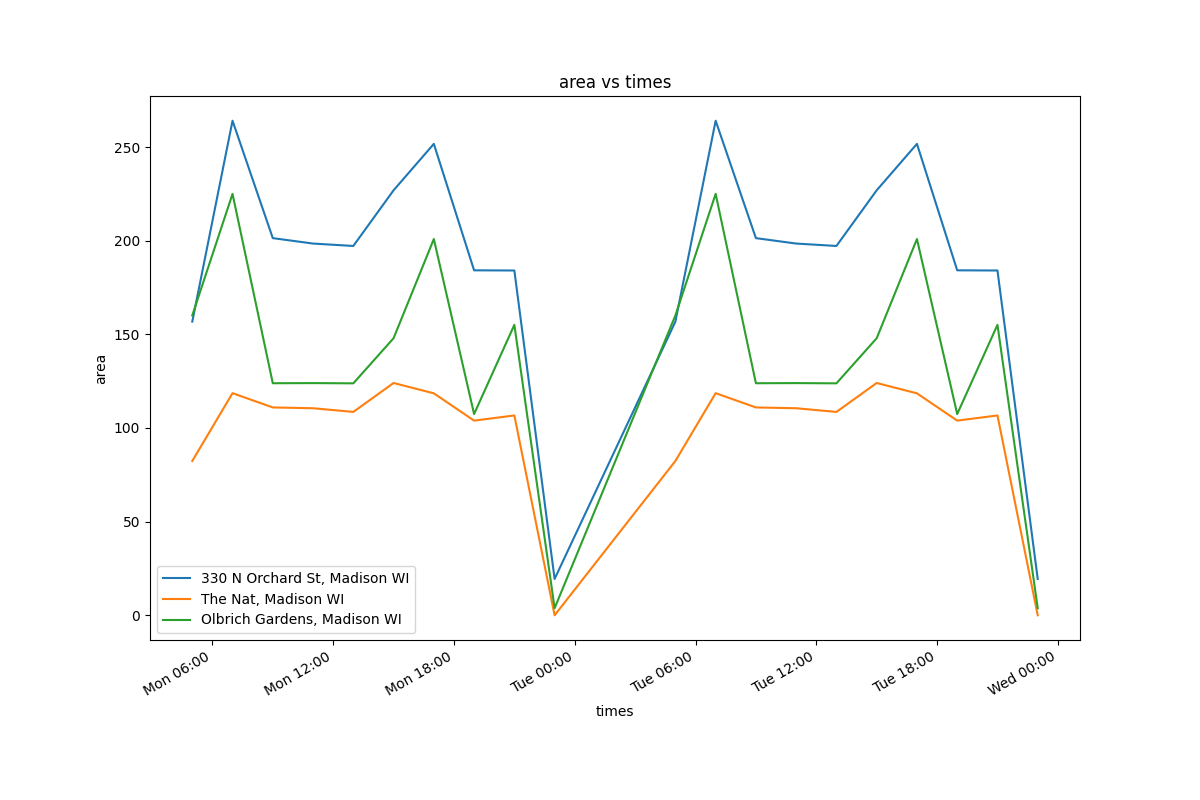 area vs times
area
250
200
150
100
50
0
330 N Orchard St, Madison WI
The Nat, Madison WI
Olbrich Gardens, Madison WI
Mon 06:00
Mon 12:00
Mon 18:00
Tue 00:00
Tue 06:00
Tue 12:00
Tue 18:00
Wed 00:00
times